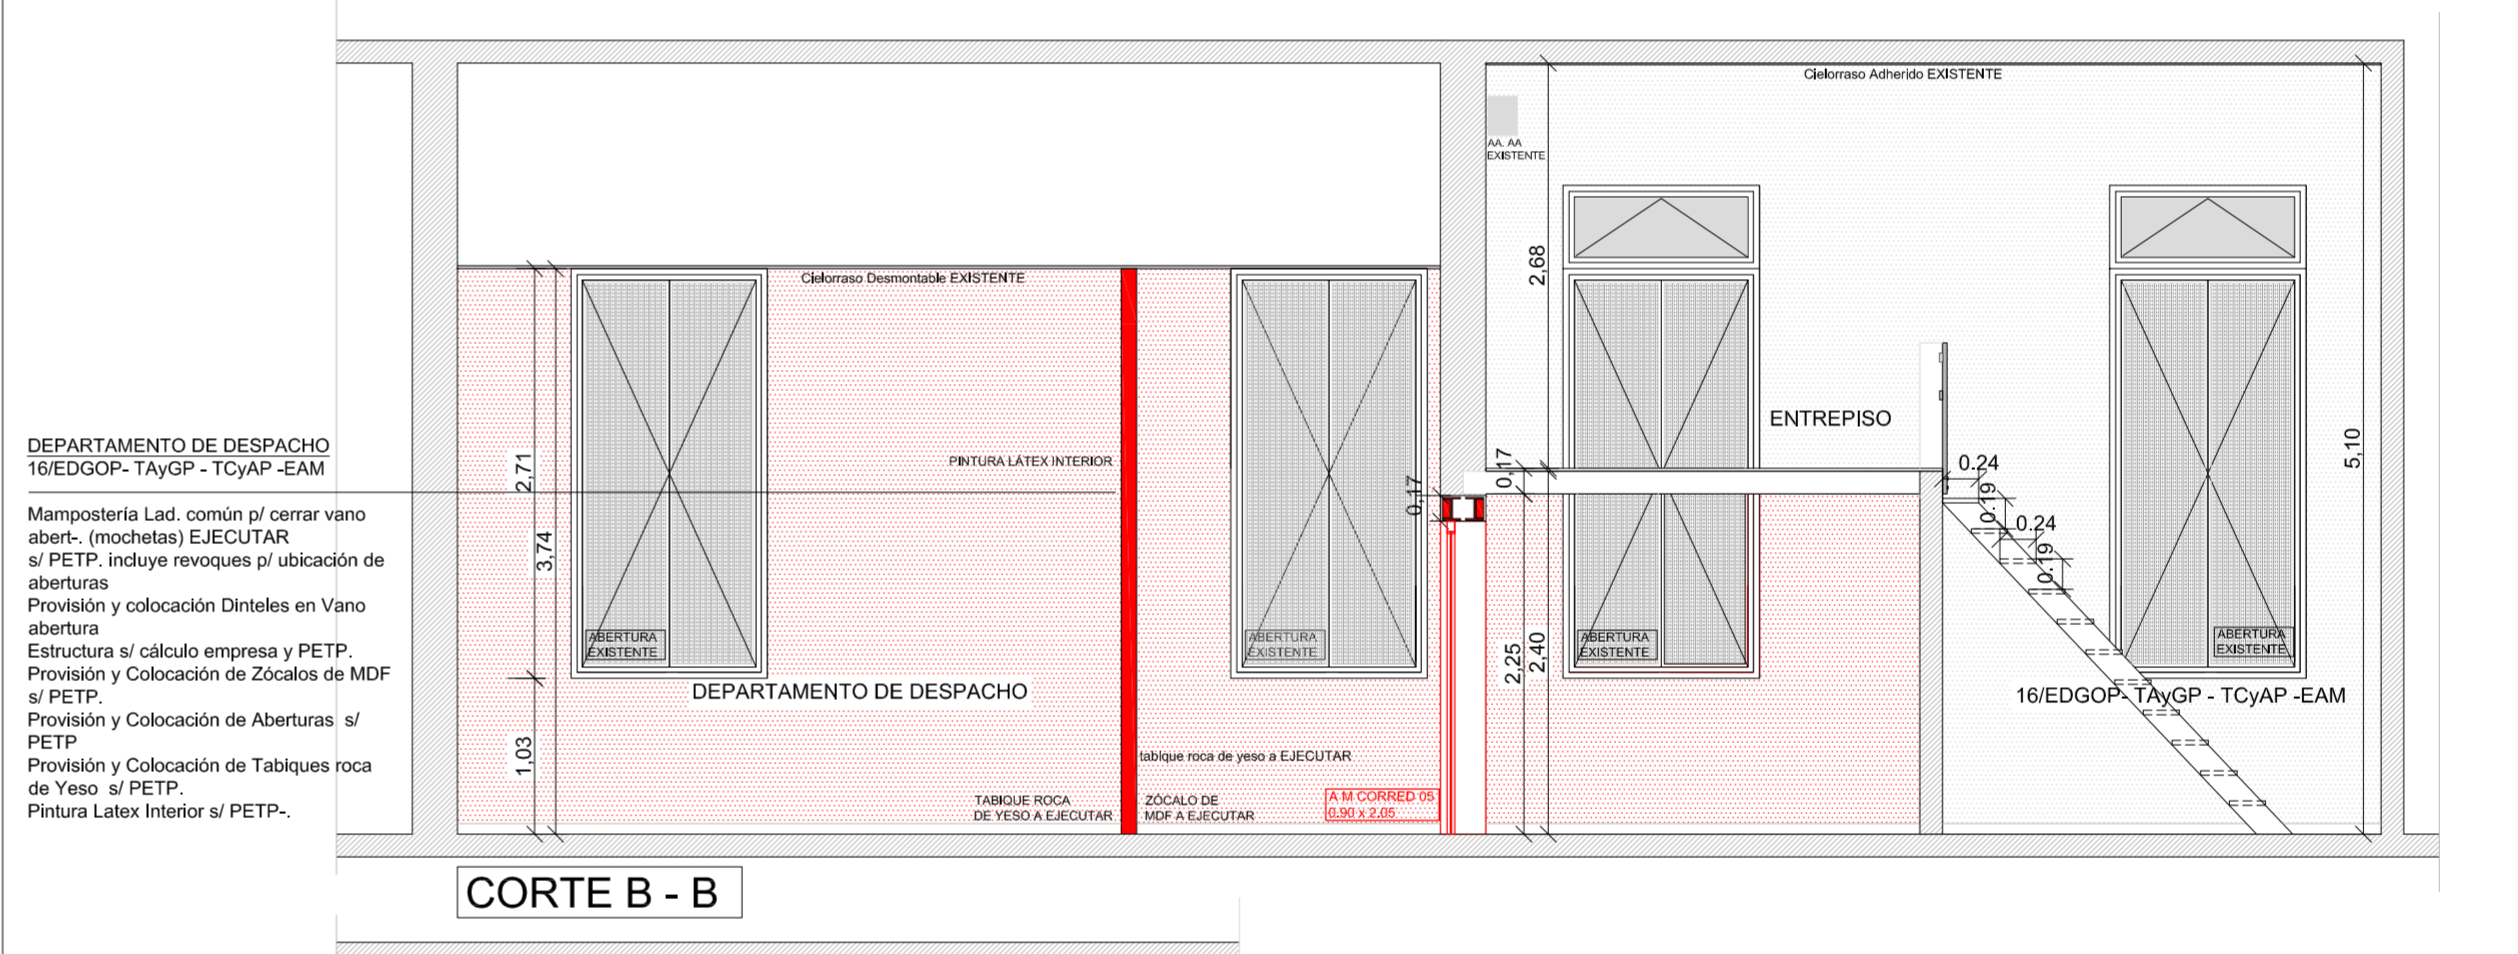 Cielorraso Adherido EXISTENTE
AA. AA
EXISTENTE
2,68
5,10
Cielorraso Desmontable EXISTENTE
ENTREPISO
DEPARTAMENTO DE DESPACHO
16/EDGOP- TAyGP - TCyAP -EAM
Mampostería Lad. común p/ cerrar vano
abert-. (mochetas) EJECUTAR
s/ PETP. incluye revoques p/ ubicación de
aberturas
Provisión y colocación Dinteles en Vano
abertura
Estructura s/ cálculo empresa y PETP.
Provisión y Colocación de Zócalos de MDF
s/ PETP.
Provisión y Colocación de Aberturas s/
PETP
Provisión y Colocación de Tabiques roca
de Yeso s/ PETP.
Pintura Latex Interior s/ PETP-.
2,71
3,74
1,03
PINTURA LÁTEX INTERIOR
0,17
0,17
0.24
0.19
0.24
0.19
2,25
2,40
ABERTURA
EXISTENTE
ABERTURA
EXISTENTE
ABERTURA
EXISTENTE
ABERTURA
EXISTENTE
DEPARTAMENTO DE DESPACHO
16/EDGOP- TAyGP - TCyAP -EAM
tabique roca de yeso a EJECUTAR
TABIQUE ROCA
DE YESO A EJECUTAR
ZÓCALO DE
MDF A EJECUTAR
A M CORRED 05
0.90 x 2.05
CORTE B - B